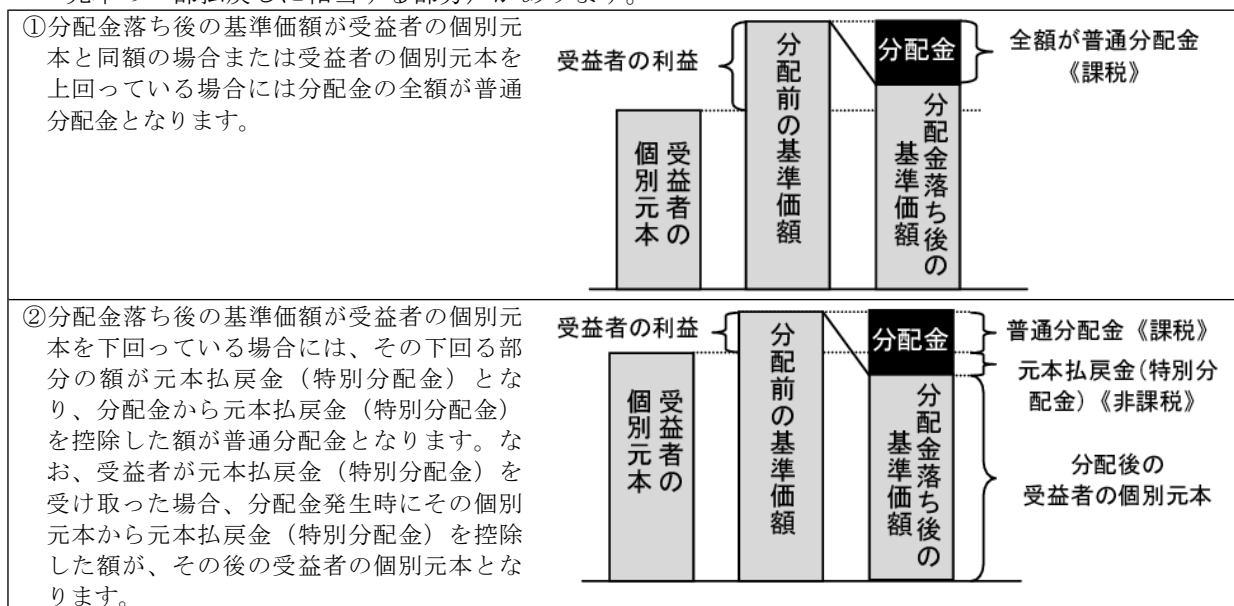 ①分配金落ち後の基準価額が受益者の個別元
本と同額の場合または受益者の個別元本を
上回っている場合には分配金の全額が普通
分配金となります。
受益者の利益
受益者の
個別元本
分配前の基準価額
分配金
分配金落ち後の
基準価額
全額が普通分配金
《課税》
②分配金落ち後の基準価額が受益者の個別元
本を下回っている場合には、その下回る部
分の額が元本払戻金（特別分配金）とな
り、分配金から元本払戻金（特別分配金）
を控除した額が普通分配金となります。な
お、受益者が元本払戻金（特別分配金）を
受け取った場合、分配金発生時にその個別
元本から元本払戻金（特別分配金）を控除
した額が、その後の受益者の個別元本とな
ります。
受益者の利益
受益者の
個別元本
分配前の基準価額
分配金
分配金落ち後の
基準価額
普通分配金《課税》
元本払戻金（特別分
配金）《非課税》
分配後の
受益者の個別元本